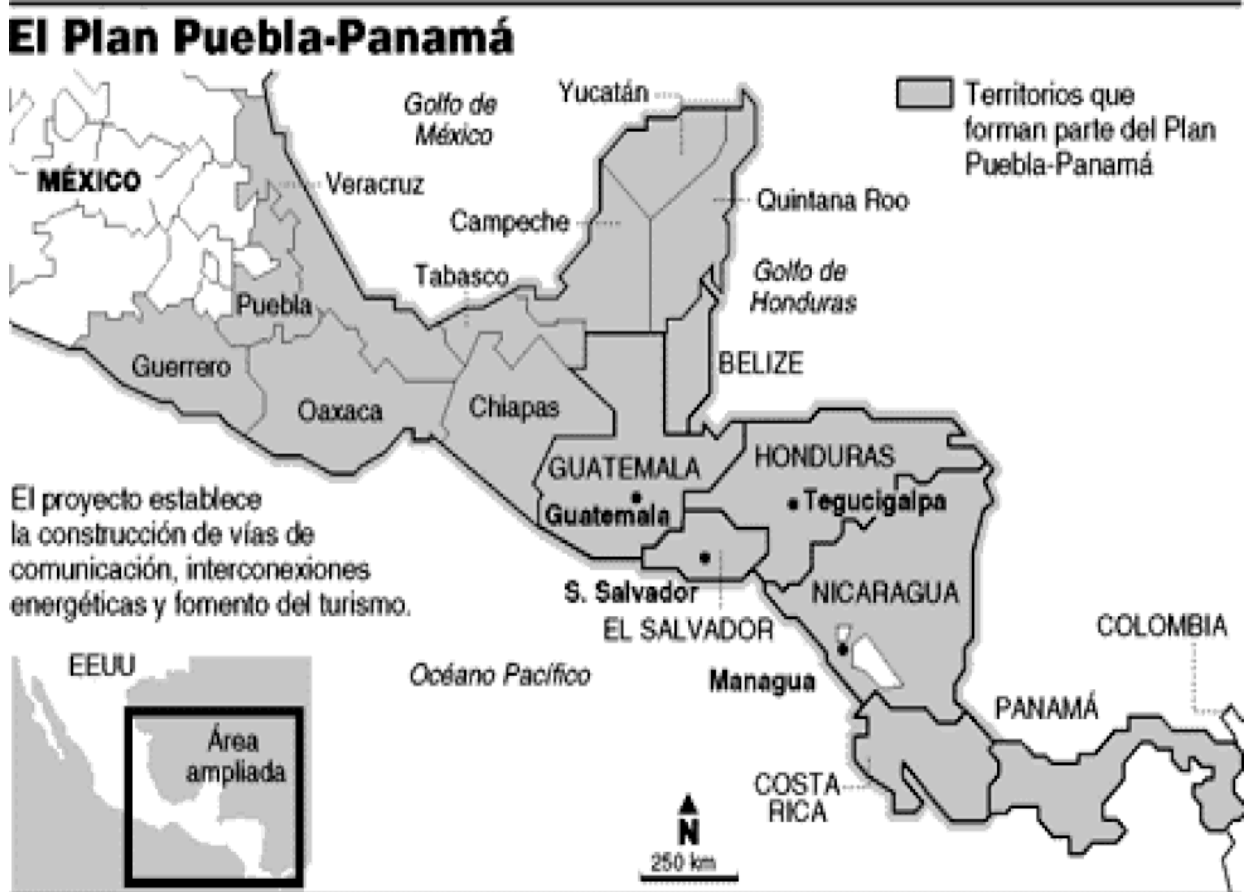 El Plan Puebla-Panamá
Golfo de
México
Yucatán
Territorios que
forman parte del Plan
Puebla-Panamá
MÉXICO
Veracruz
Campeche
Quintana Roo
Tabasco
Golfo de
Honduras
Puebla
Guerrero
Oaxaca
Chiapas
BELIZE
GUATEMALA
Guatemala
HONDURAS
Tegucigalpa
El proyecto establece
la construcción de vías de
comunicación, interconexiones
energéticas y fomento del turismo.
S. Salvador
EL SALVADOR
NICARAGUA
Managua
COLOMBIA
PANAMÁ
COSTA
RICA
Océano Pacífico
EEUU
Área
ampliada
N
250 km